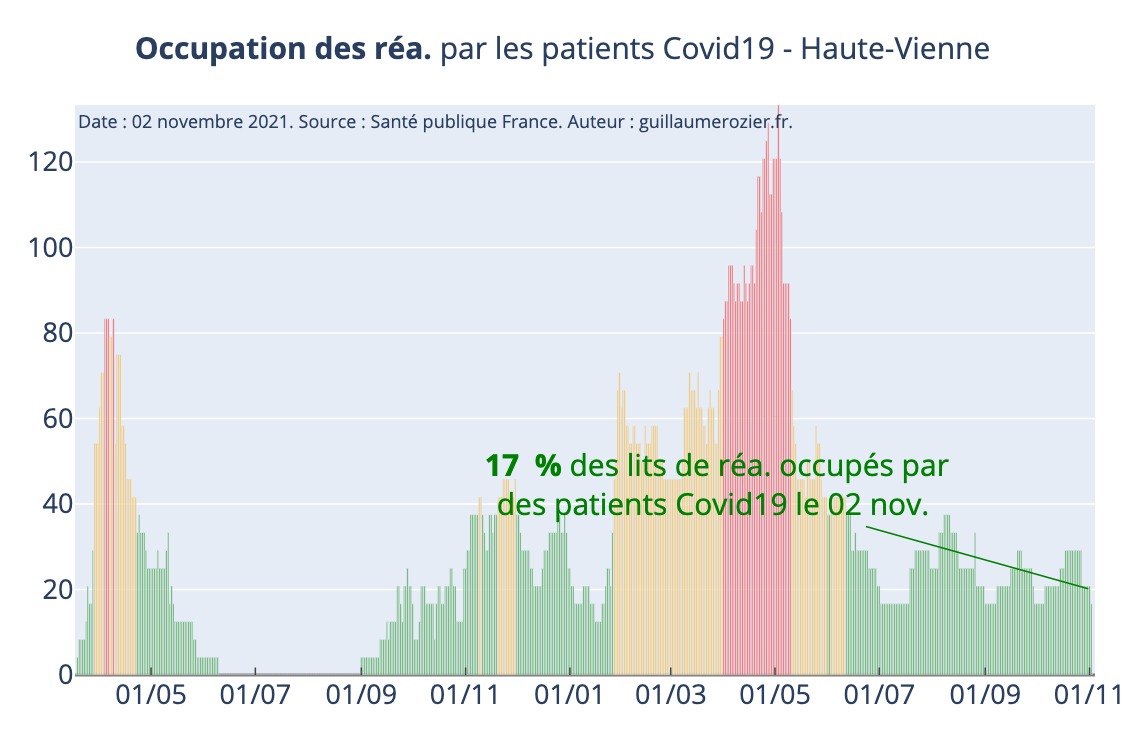 Occupation des réa. par les patients Covid19 - Haute-Vienne
Date : 02 novembre 2021. Source : Santé publique France. Auteur : guillaumerozier.fr.
120
100
80
60
17 % des lits de réa. occupés par
des patients Covid19 le 02 nov.
40
20
0
01/05 01/07 01/09 01/11 01/01 01/03 01/05 01/07 01/09 01/11